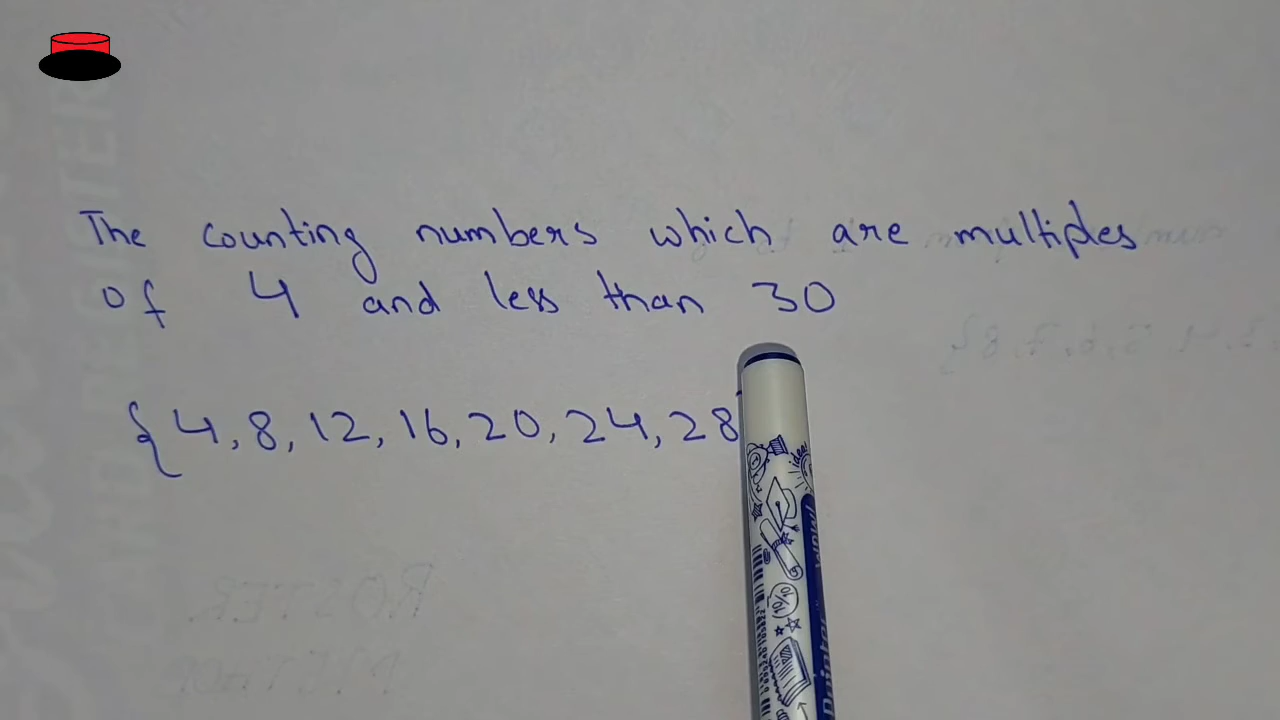 The counting numbers which are multiples
of 4 and less than 30
{4, 8, 12, 16, 20, 24, 28
ROSTER